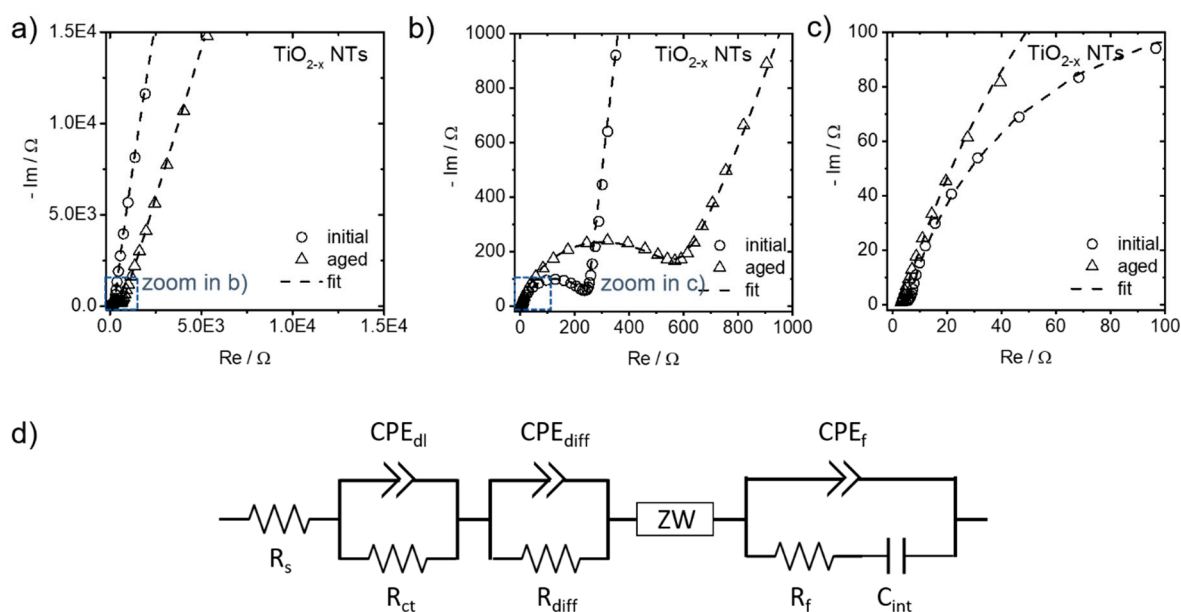 a)
1.5E4
1.0E4
5.0E3
0.0
- Im / Ω
TiO2-x NTs
initial
aged
fit
zoom in b)
0.0 5.0E3 1.0E4 1.5E4
Re / Ω
b)
1000
800
600
400
200
0
- Im / Ω
TiO2-x NTs
initial
aged
fit
zoom in c)
0 200 400 600 800 1000
Re / Ω
c)
100
80
60
40
20
0
- Im / Ω
TiO2-x NTs
initial
aged
fit
0 20 40 60 80 100
Re / Ω
d)
CPEdl CPEdiff CPEf
ZW
Rs
Rct Rdiff Rf Cint